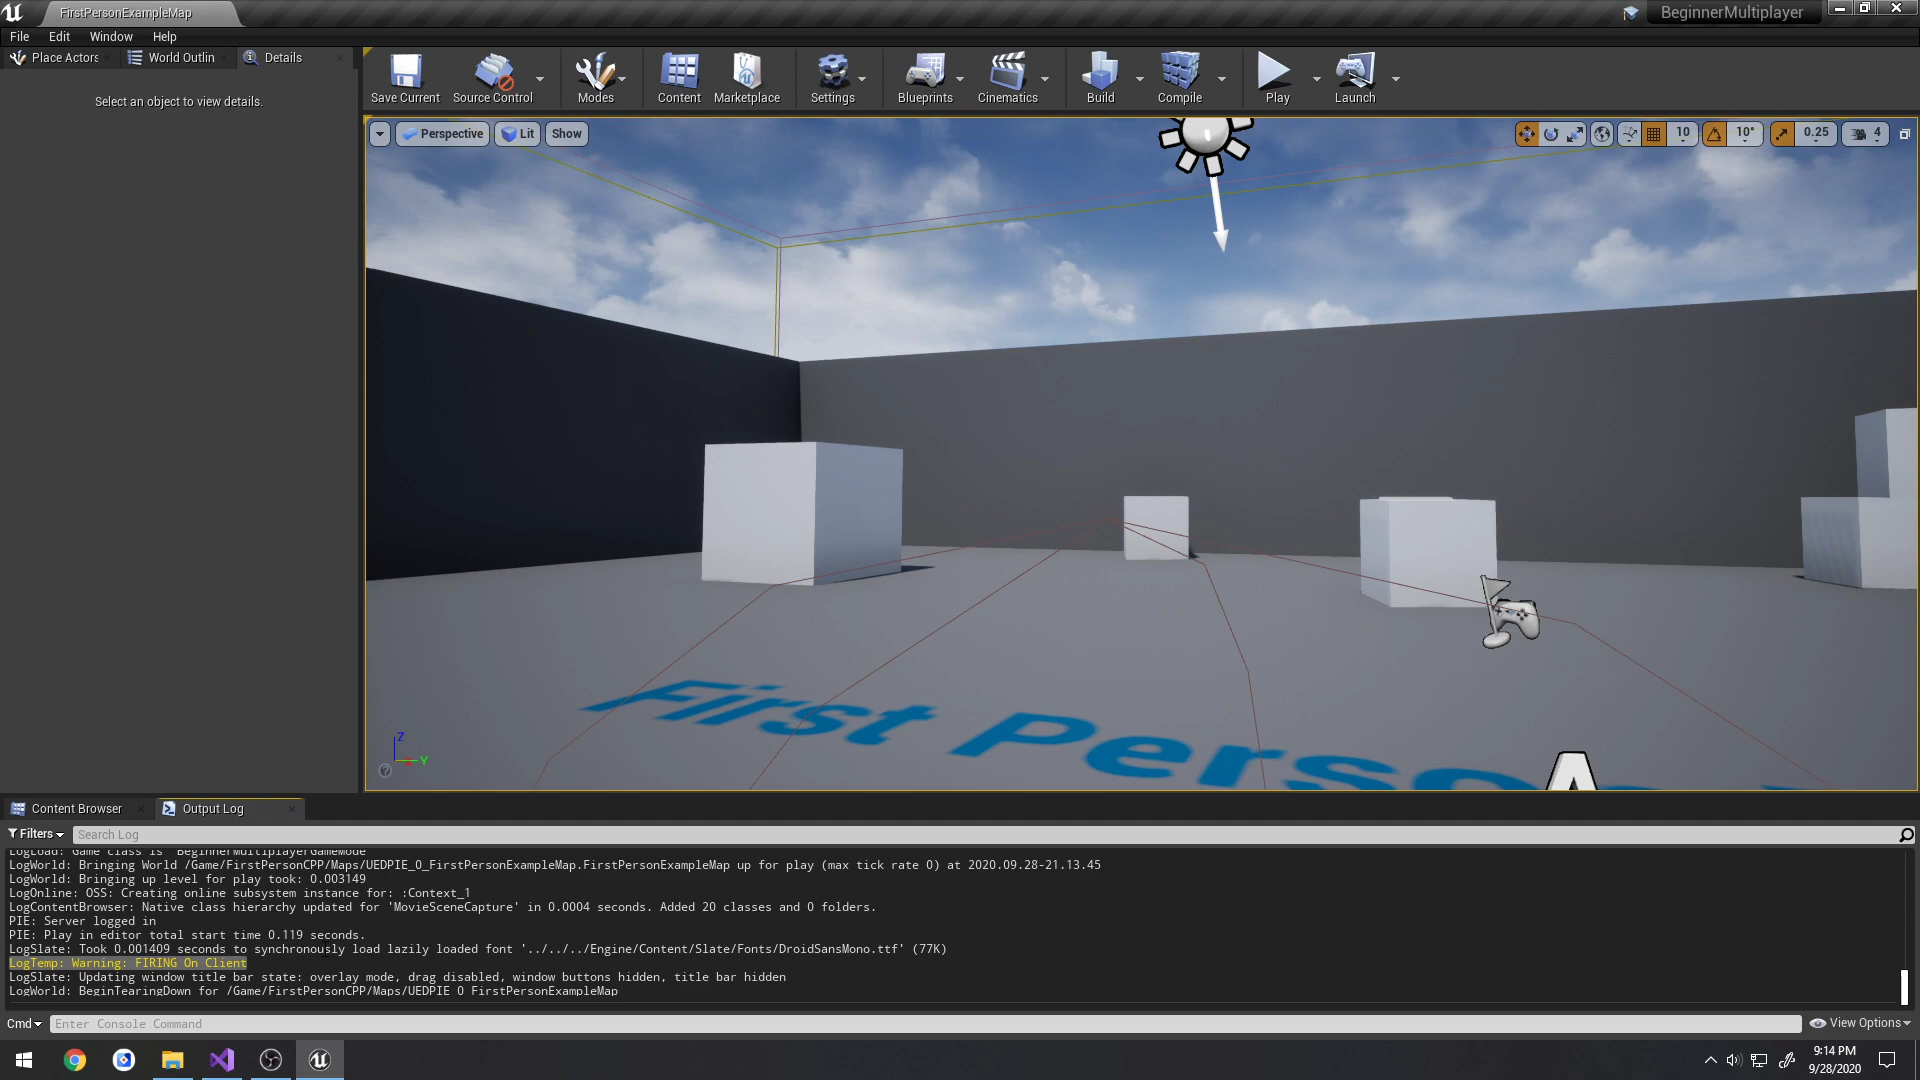 FirstPersonExampleMap
BeginnerMultiplayer
File Edit Window Help
Place Actors World Outlin Details
Select an object to view details.
Save Current Source Control Modes Content Marketplace Settings Blueprints Cinematics Build Compile Play Launch
Perspective Lit Show
10 10° 0.25 4
First Perso
Z
Y
Content Browser Output Log
Filters Search Log
LogLoad: Game class is 'BeginnerMultiplayerGameMode'
LogWorld: Bringing World /Game/FirstPersonCPP/Maps/UEDPIE_0_FirstPersonExampleMap.FirstPersonExampleMap up for play (max tick rate 0) at 2020.09.28-21.13.45
LogWorld: Bringing up level for play took: 0.003149
LogOnline: OSS: Creating online subsystem instance for: :Context_1
LogContentBrowser: Native class hierarchy updated for 'MovieSceneCapture' in 0.0004 seconds. Added 20 classes and 0 folders.
PIE: Server logged in
PIE: Play in editor total start time 0.119 seconds.
LogSlate: Took 0.001409 seconds to synchronously load lazily loaded font '../../../Engine/Content/Slate/Fonts/DroidSansMono.ttf' (77K)
LogTemp: Warning: FIRING On Client
LogSlate: Updating window title bar state: overlay mode, drag disabled, window buttons hidden, title bar hidden
LogWorld: BeginTearingDown for /Game/FirstPersonCPP/Maps/UEDPIE_0_FirstPersonExampleMap
Cmd Enter Console Command View Options
9:14 PM
9/28/2020